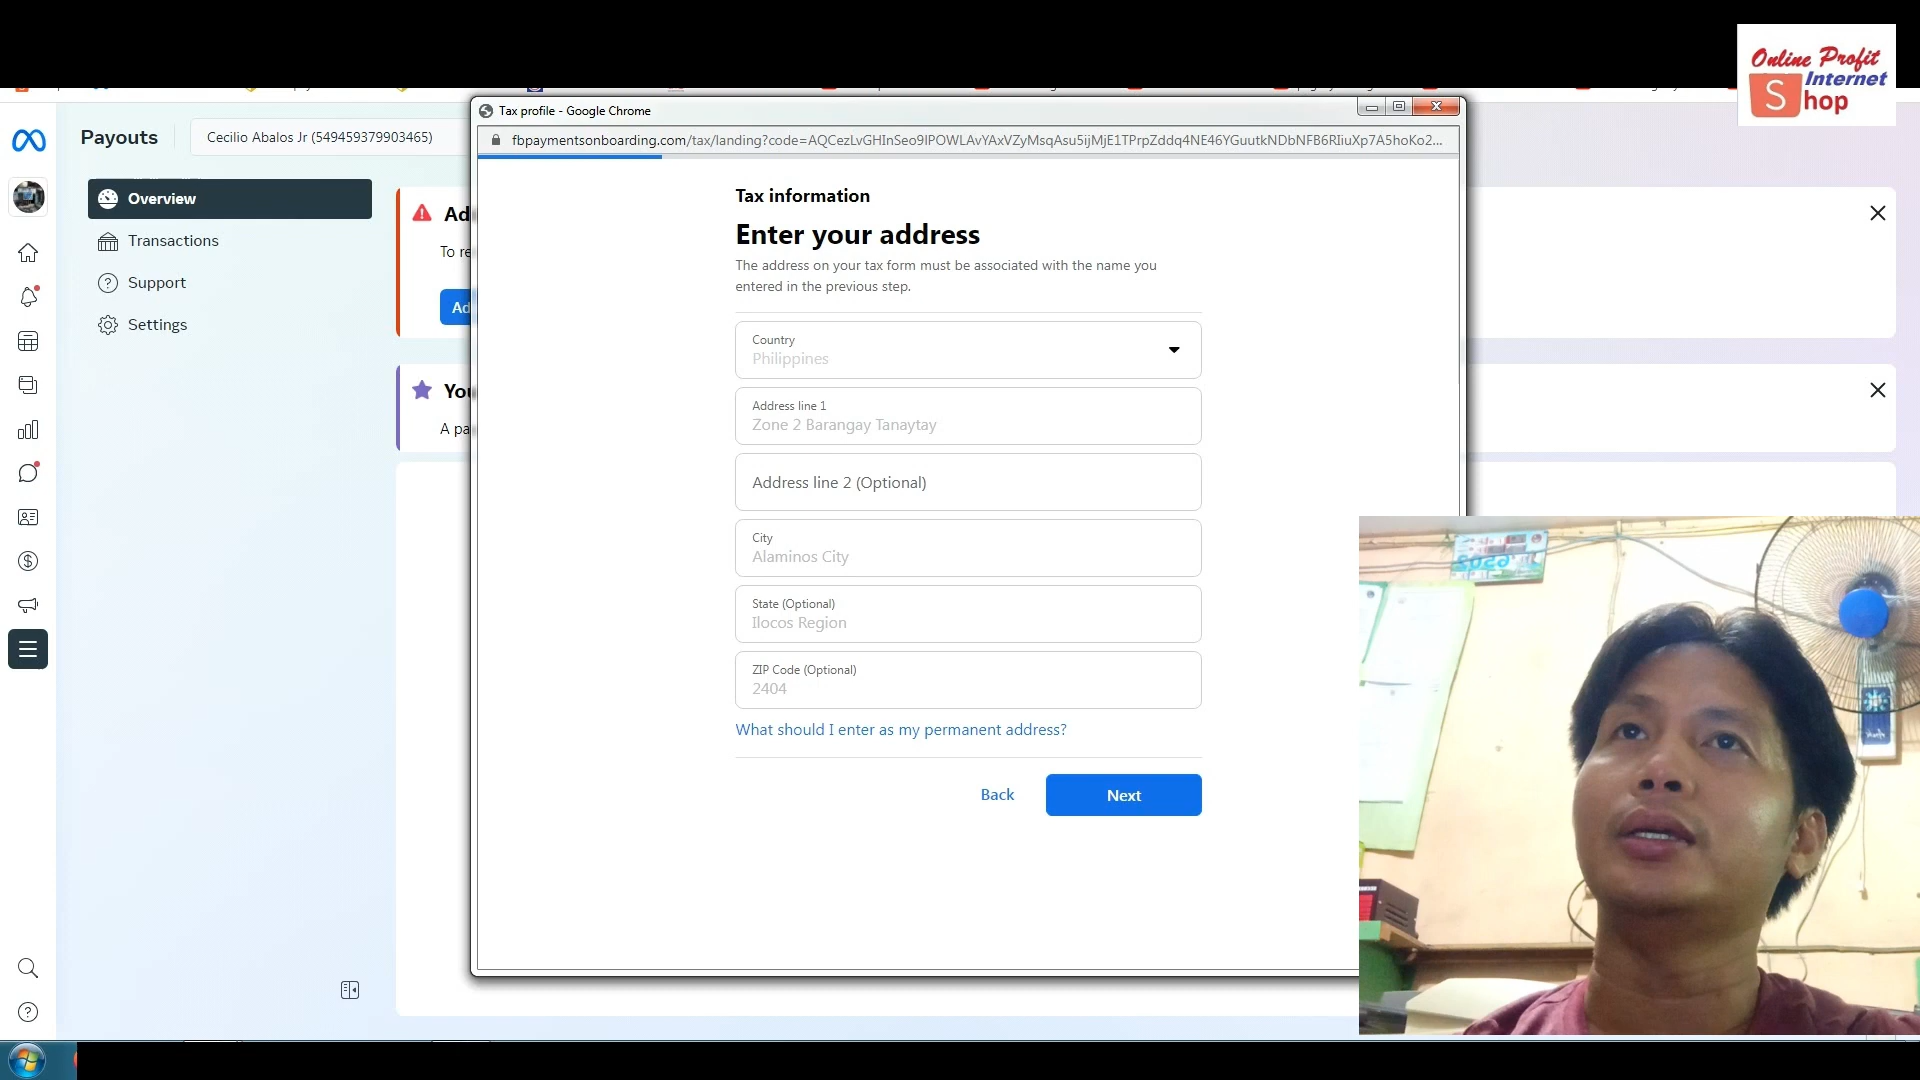 Online Profit
Internet
Shop
S
Tax profile - Google Chrome
fbpaymentsonboarding.com/tax/landing?code=AQCezLvGHInSeo9IPOWLAvYAxVZyMsqAsu5ijMjE1TPrpZddq4NE46YGuutkNDbNFB6RIiuXp7A5hoKo2...
Payouts
Cecilio Abalos Jr (549459379903465)
Overview
Transactions
Support
Settings
Ad
To re
Ad
You
A pa
Tax information
Enter your address
The address on your tax form must be associated with the name you
entered in the previous step.
Country
Philippines
Address line 1
Zone 2 Barangay Tanaytay
Address line 2 (Optional)
City
Alaminos City
State (Optional)
Ilocos Region
ZIP Code (Optional)
2404
What should I enter as my permanent address?
Back
Next